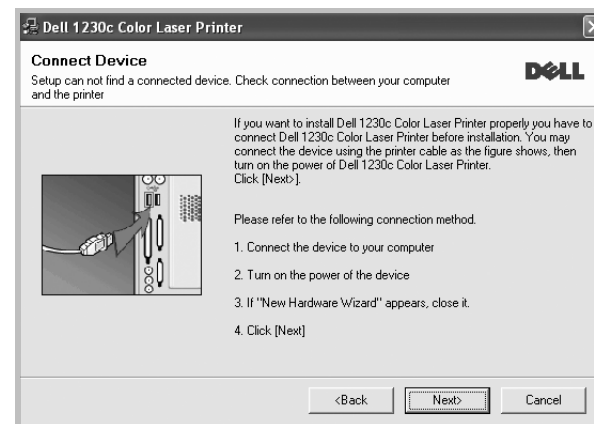 Dell 1230c Color Laser Printer
Connect Device
Setup can not find a connected device. Check connection between your computer
and the printer
DELL
If you want to install Dell 1230c Color Laser Printer properly you have to
connect Dell 1230c Color Laser Printer before installation. You may
connect the device using the printer cable as the figure shows, then
turn on the power of Dell 1230c Color Laser Printer.
Click [Next>].
Please refer to the following connection method.
1. Connect the device to your computer
2. Turn on the power of the device
3. If "New Hardware Wizard" appears, close it.
4. Click [Next]
<Back
Next>
Cancel